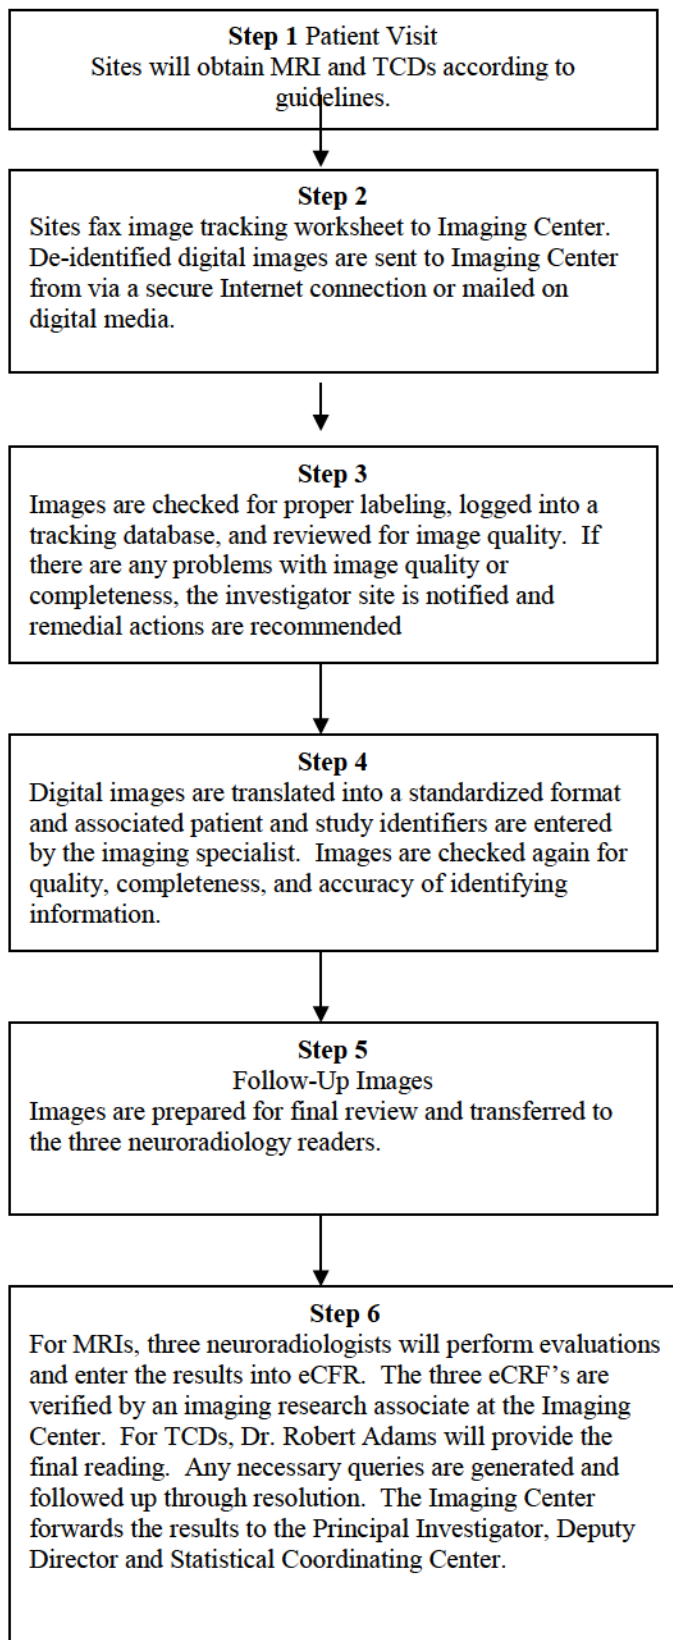 Step 1 Patient Visit
Sites will obtain MRI and TCDs according to
guidelines.
Step 2
Sites fax image tracking worksheet to Imaging Center.
De-identified digital images are sent to Imaging Center
from via a secure Internet connection or mailed on
digital media.
Step 3
Images are checked for proper labeling, logged into a
tracking database, and reviewed for image quality.  If
there are any problems with image quality or
completeness, the investigator site is notified and
remedial actions are recommended
Step 4
Digital images are translated into a standardized format
and associated patient and study identifiers are entered
by the imaging specialist.  Images are checked again for
quality, completeness, and accuracy of identifying
information.
Step 5
Follow-Up Images
Images are prepared for final review and transferred to
the three neuroradiology readers.
Step 6
For MRIs, three neuroradiologists will perform evaluations
and enter the results into eCFR.  The three eCRF's are
verified by an imaging research associate at the Imaging
Center.  For TCDs, Dr. Robert Adams will provide the
final reading.  Any necessary queries are generated and
followed up through resolution.  The Imaging Center
forwards the results to the Principal Investigator, Deputy
Director and Statistical Coordinating Center.